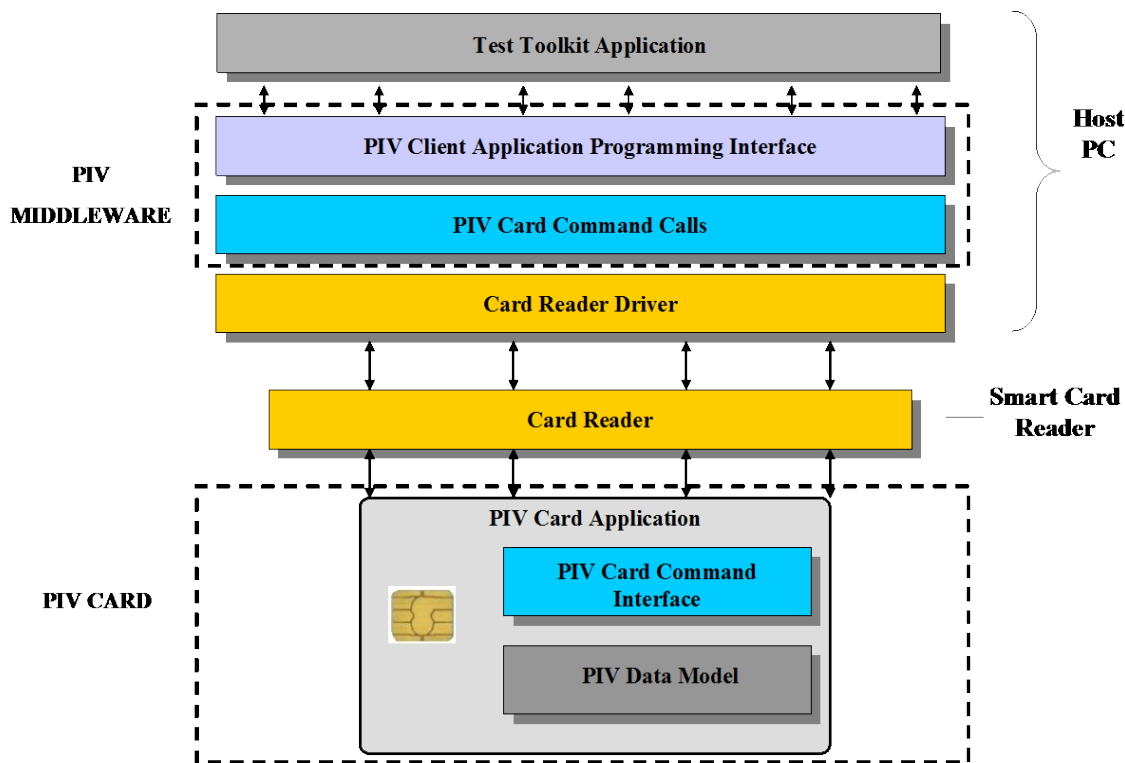 Test Toolkit Application
Host
PC
PIV Client Application Programming Interface
PIV
MIDDLEWARE
PIV Card Command Calls
Card Reader Driver
Smart Card
Reader
Card Reader
PIV Card Application
PIV Card Command
Interface
PIV CARD
PIV Data Model